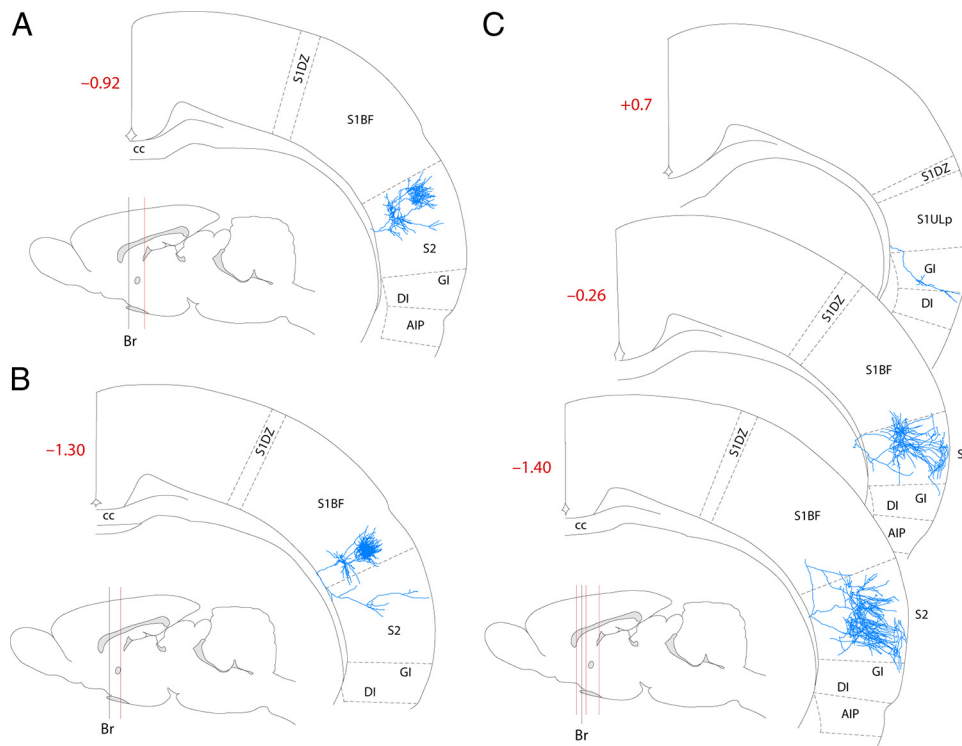 A
−0.92
S1DZ
S1BF
cc
S2
GI
DI
AIP
Br
B
−1.30
S1DZ
S1BF
cc
S2
GI
DI
Br
C
+0.7
S1DZ
S1ULp
GI
DI
−0.26
S1DZ
S1BF
S
GI
DI
AIP
−1.40
S1DZ
S1BF
cc
S2
GI
DI
AIP
Br